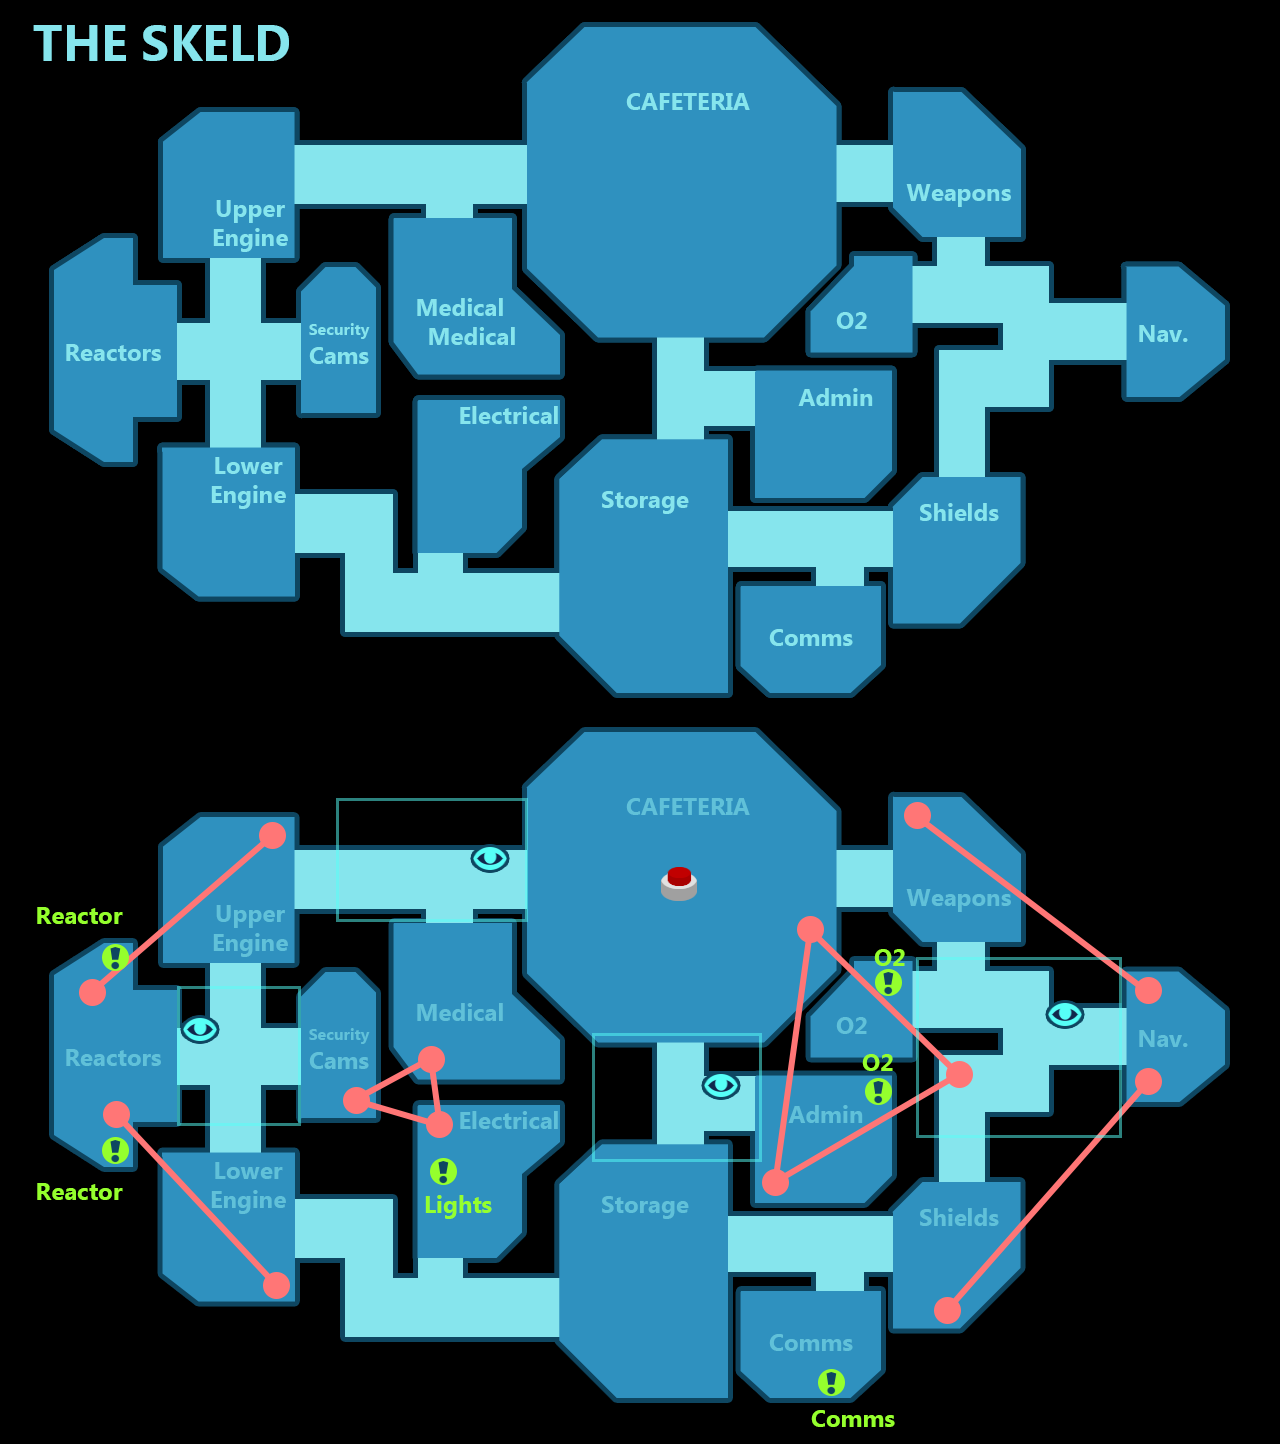 THE SKELD
CAFETERIA
Weapons
Upper
Engine
Medical
Medical
O2
Security
Cams
Reactors
Nav.
Admin
Electrical
Lower
Engine
Storage
Shields
Comms
CAFETERIA
Weapons
Reactor
Upper
Engine
O2
Medical
O2
Security
Cams
Reactors
Nav.
O2
Admin
Electrical
Lower
Engine
Reactor
Lights
Storage
Shields
Comms
Comms